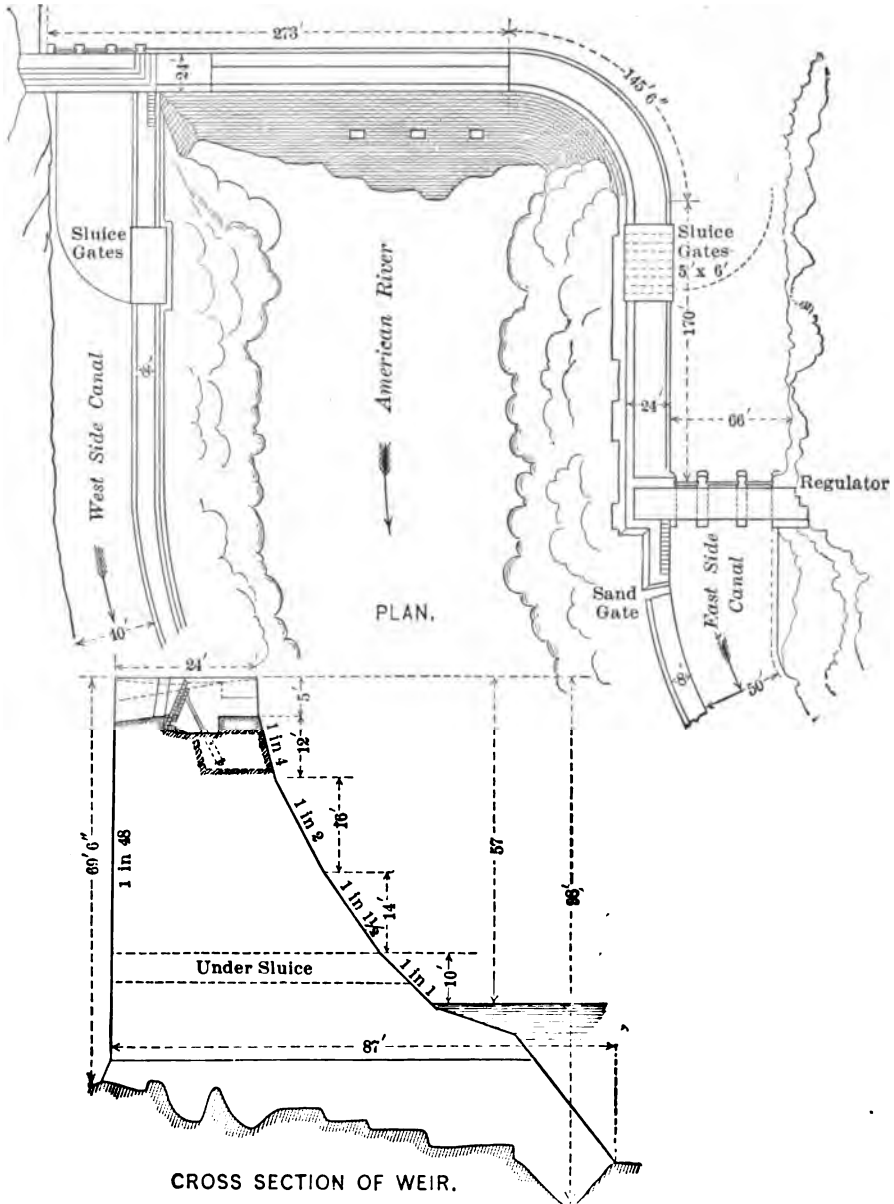 273'
24'
145' 6"
Sluice
Gates
Sluice
Gates
5' x 6'
170
West Side Canal
American River
24'
66'
Regulator
East Side
Canal
Sand
Gate
PLAN.
40'
8'
50'
24'
5'
1 in 4
12'
1 in 2
16'
69' 6"
1 in 48
57
1 in 1½
14'
Under Sluice
1 in 1
10'
87'
CROSS SECTION OF WEIR.